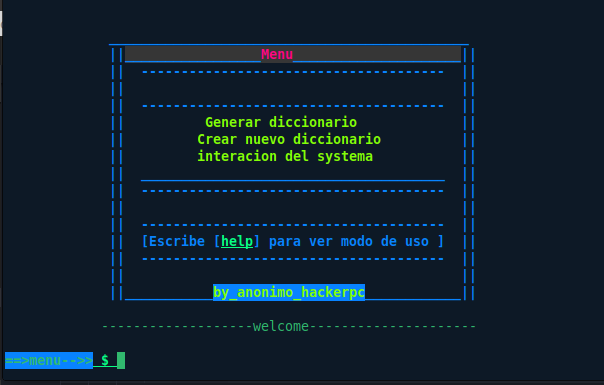 Menu
Generar diccionario
Crear nuevo diccionario
interacion del systema
[Escribe [help] para ver modo de uso ]
by_anonimo_hackerpc
--------------------welcome--------------------
==>menu-->> $